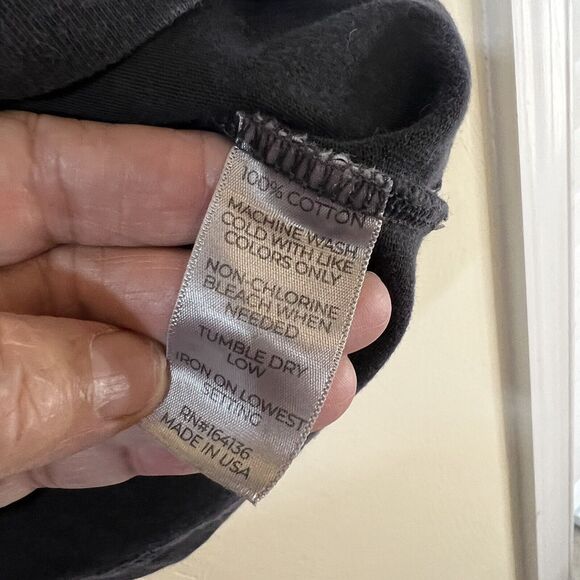 100% COTTON
MACHINE WASH
COLD WITH LIKE
COLORS ONLY
NON-CHLORINE
BLEACH WHEN
NEEDED
TUMBLE DRY
LOW
IRON ON LOWEST
SETTING
RN#164136
MADE IN USA